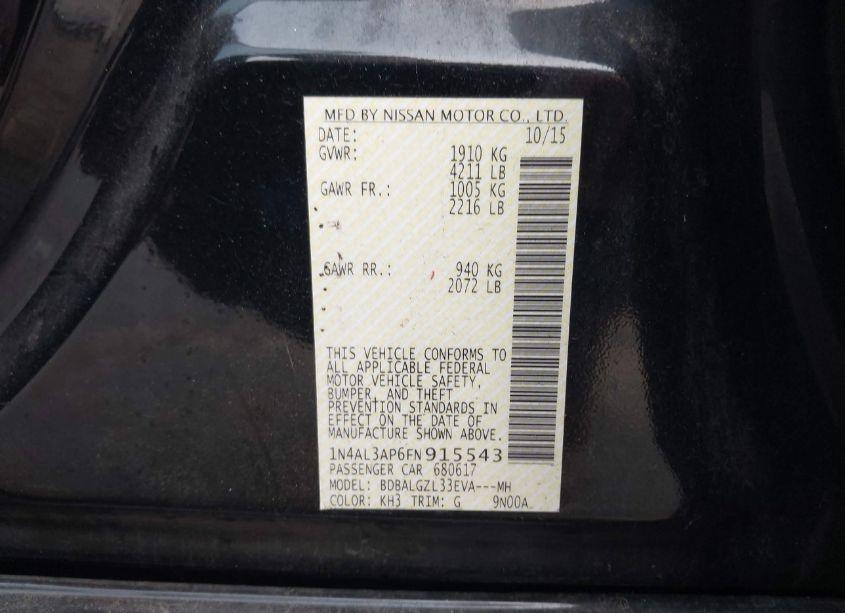 MFD BY NISSAN MOTOR CO., LTD.
DATE: 10/15
GVWR: 1910 KG
4211 LB
GAWR FR.: 1005 KG
2216 LB
GAWR RR.: 940 KG
2072 LB
THIS VEHICLE CONFORMS TO
ALL APPLICABLE FEDERAL
MOTOR VEHICLE SAFETY,
BUMPER, AND THEFT
PREVENTION STANDARDS IN
EFFECT ON THE DATE OF
MANUFACTURE SHOWN ABOVE.
1N4AL3AP6FN915543
PASSENGER CAR 680617
MODEL: BDBALGZL33EVA---MH
COLOR: KH3 TRIM: G 9N00A